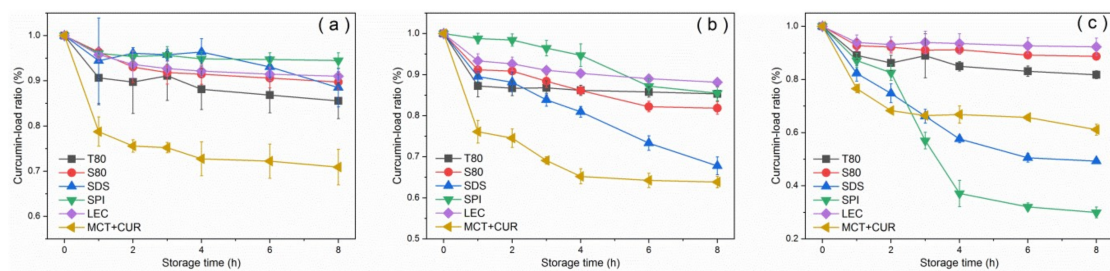 ( a )
Curcumin-load ratio (%)
1.0
0.9
0.8
0.7
0.6
T80
S80
SDS
SPI
LEC
MCT+CUR
0 2 4 6 8
Storage time (h)
( b )
Curcumin-load ratio (%)
1.0
0.9
0.8
0.7
0.6
0.5
T80
S80
SDS
SPI
LEC
MCT+CUR
0 2 4 6 8
Storage time (h)
( c )
Curcumin-load ratio (%)
1.0
0.8
0.6
0.4
0.2
T80
S80
SDS
SPI
LEC
MCT+CUR
0 2 4 6 8
Storage time (h)